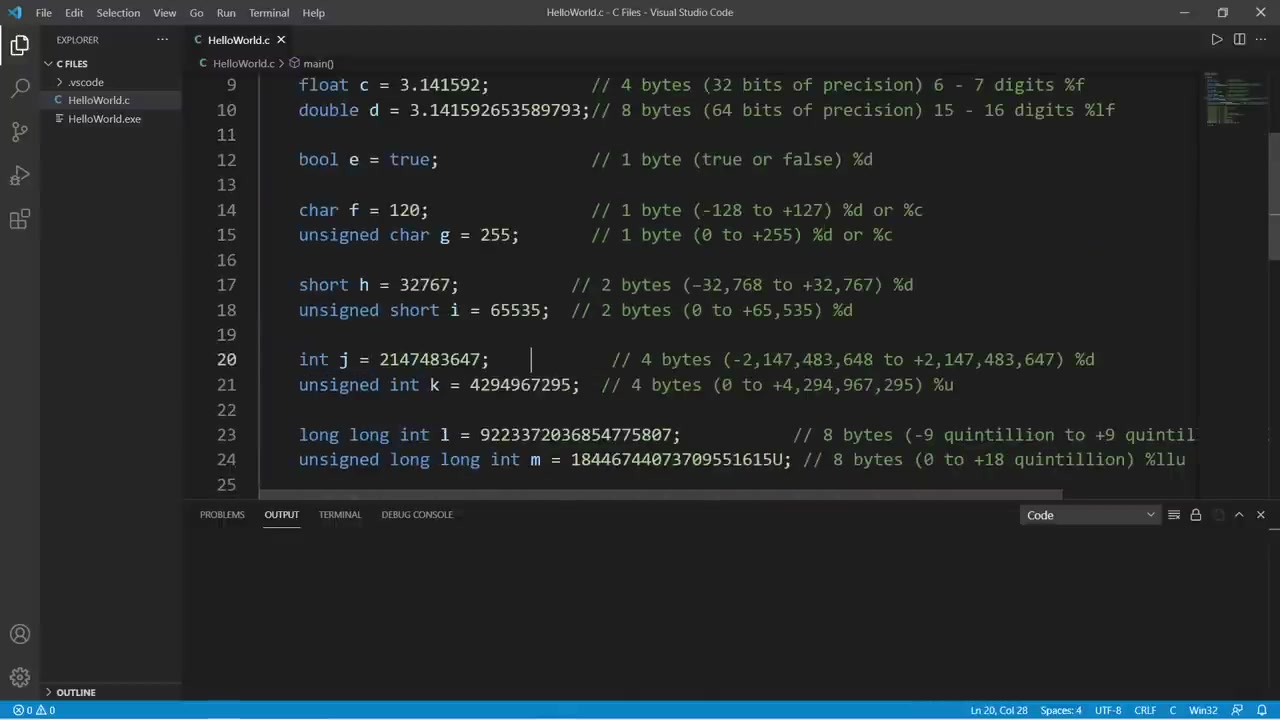 File Edit Selection View Go Run Terminal Help
HelloWorld.c - C Files - Visual Studio Code
EXPLORER
C FILES
.vscode
HelloWorld.c
HelloWorld.exe
OUTLINE
C HelloWorld.c
C HelloWorld.c > main()
9 float c = 3.141592; // 4 bytes (32 bits of precision) 6 - 7 digits %f
10 double d = 3.141592653589793;// 8 bytes (64 bits of precision) 15 - 16 digits %lf
11
12 bool e = true; // 1 byte (true or false) %d
13
14 char f = 120; // 1 byte (-128 to +127) %d or %c
15 unsigned char g = 255; // 1 byte (0 to +255) %d or %c
16
17 short h = 32767; // 2 bytes (−32,768 to +32,767) %d
18 unsigned short i = 65535; // 2 bytes (0 to +65,535) %d
19
20 int j = 2147483647; // 4 bytes (-2,147,483,648 to +2,147,483,647) %d
21 unsigned int k = 4294967295; // 4 bytes (0 to +4,294,967,295) %u
22
23 long long int l = 9223372036854775807; // 8 bytes (-9 quintillion to +9 quintil
24 unsigned long long int m = 18446744073709551615U; // 8 bytes (0 to +18 quintillion) %llu
25
PROBLEMS OUTPUT TERMINAL DEBUG CONSOLE
Code
0 0
Ln 20, Col 28 Spaces: 4 UTF-8 CRLF C Win32